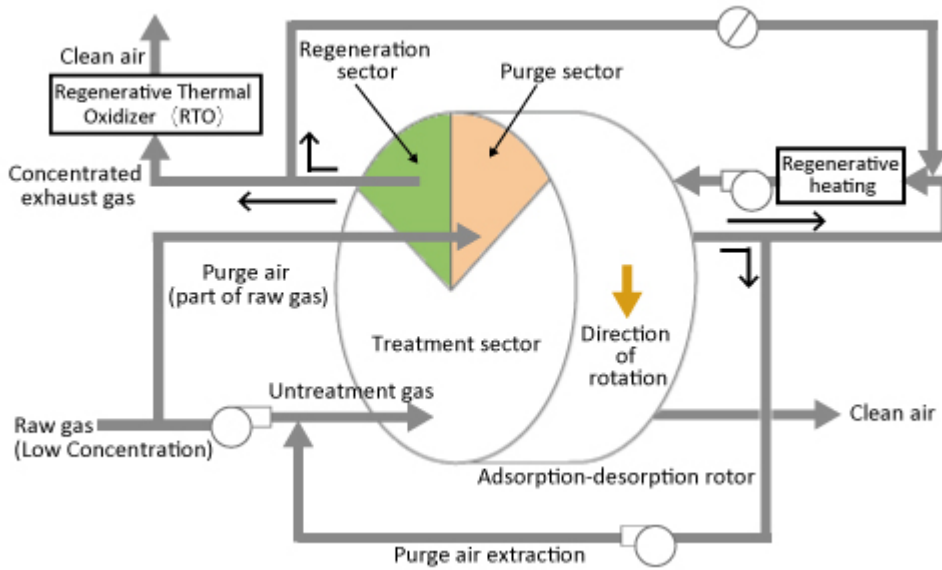 Clean air
Regenerative Thermal
Oxidizer (RTO)
Concentrated
exhaust gas
Regeneration
sector
Purge sector
Regenerative
heating
Purge air
(part of raw gas)
Treatment sector
Direction
of
rotation
Untreatment gas
Raw gas
(Low Concentration)
Clean air
Adsorption-desorption rotor
Purge air extraction